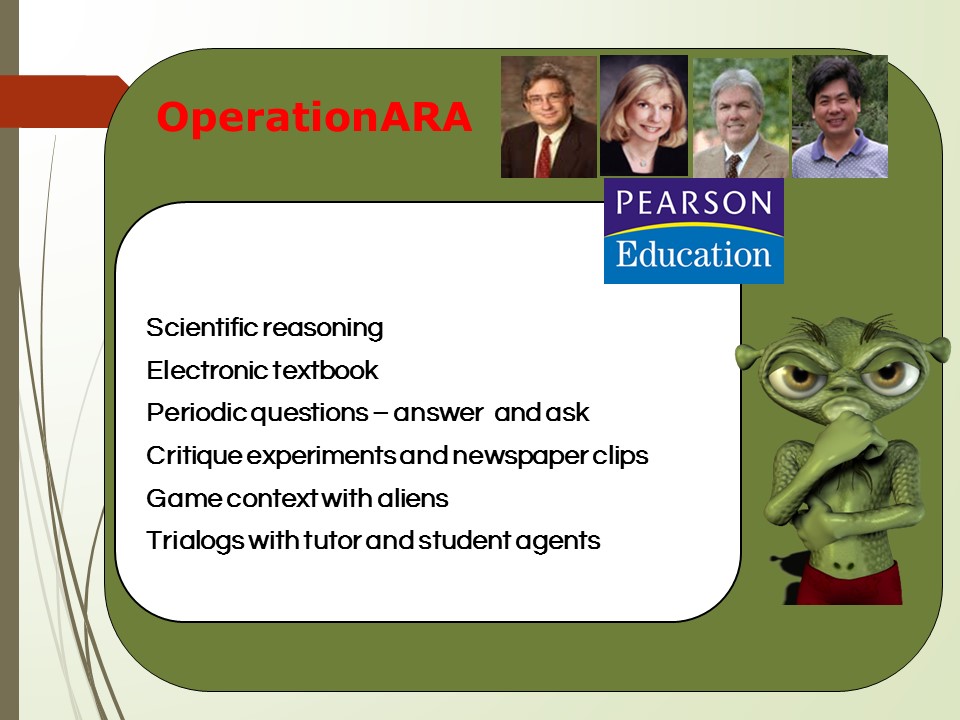 OperationARA
PEARSON
Education
Scientific reasoning
Electronic textbook
Periodic questions – answer and ask
Critique experiments and newspaper clips
Game context with aliens
Trialogs with tutor and student agents